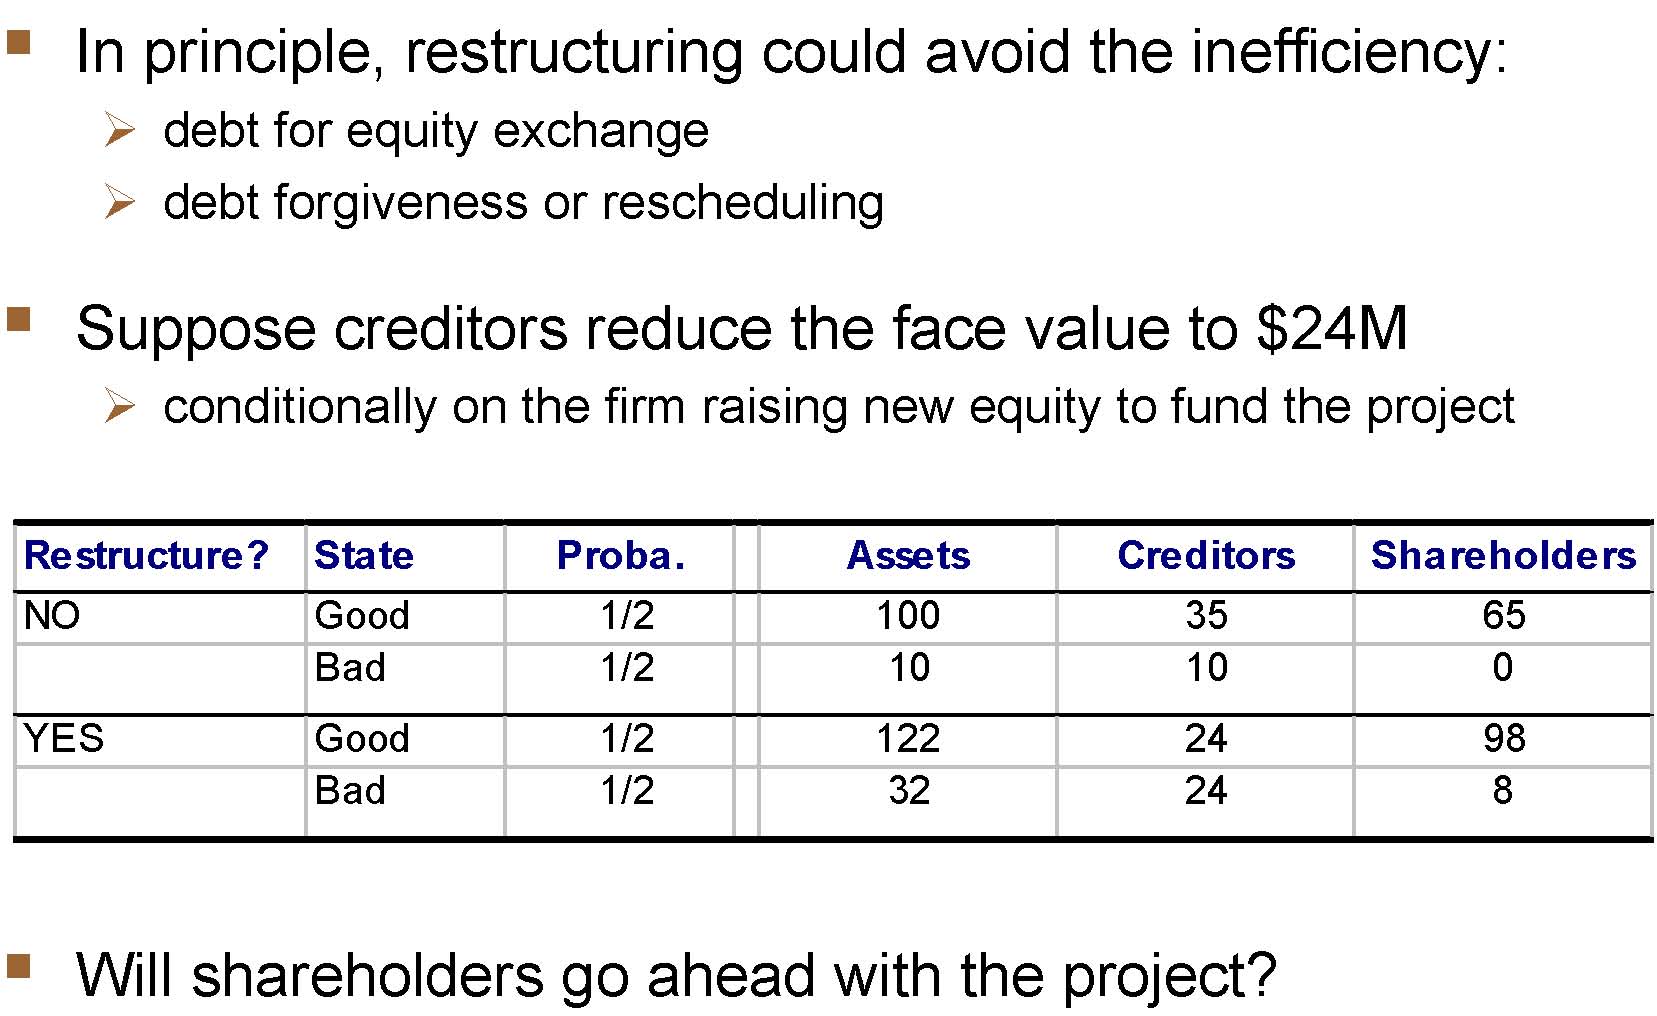 In principle, restructuring could avoid the inefficiency:
debt for equity exchange
debt forgiveness or rescheduling
Suppose creditors reduce the face value to $24M
conditionally on the firm raising new equity to fund the project
Restructure? State Proba. Assets Creditors Shareholders
NO Good 1/2 100 35 65
Bad 1/2 10 10 0
YES Good 1/2 122 24 98
Bad 1/2 32 24 8
Will shareholders go ahead with the project?